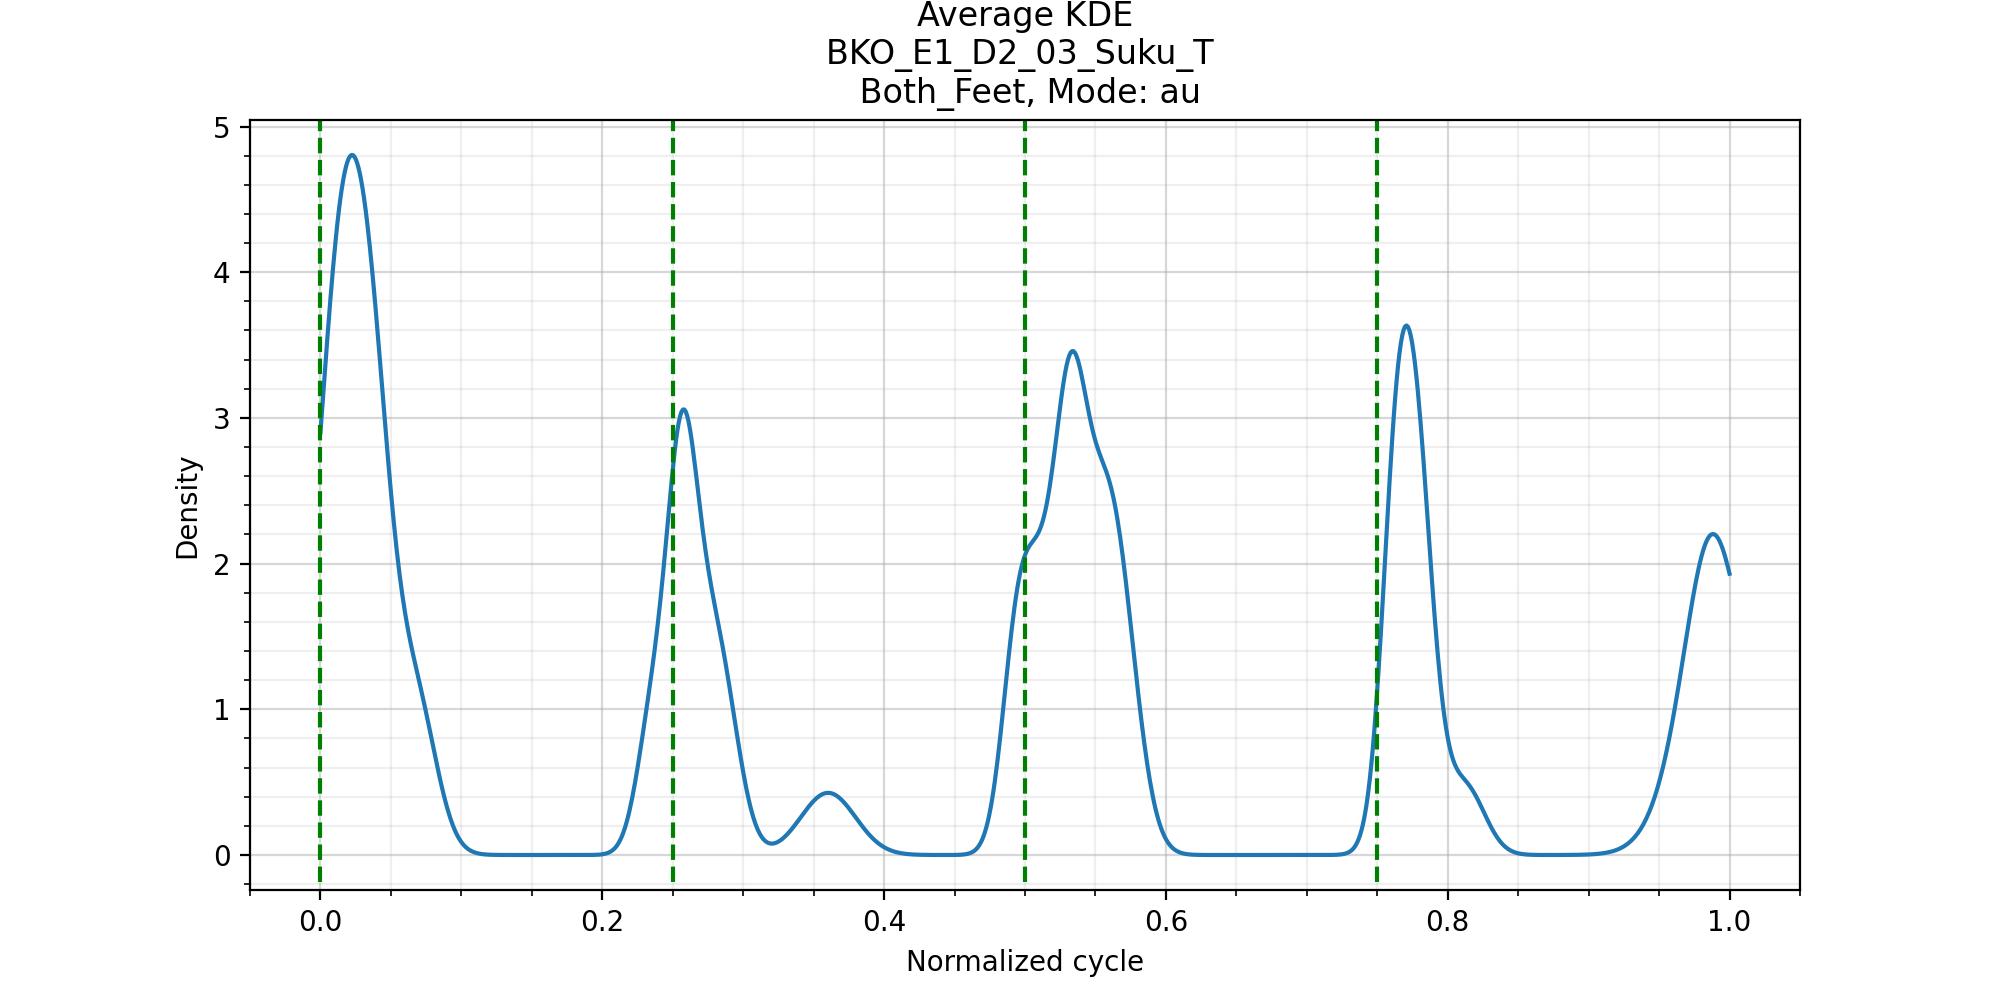 Average KDE
BKO_E1_D2_03_Suku_T
Both_Feet, Mode: au
5
4
3
2
1
0
Density
0.0 0.2 0.4 0.6 0.8 1.0
Normalized cycle